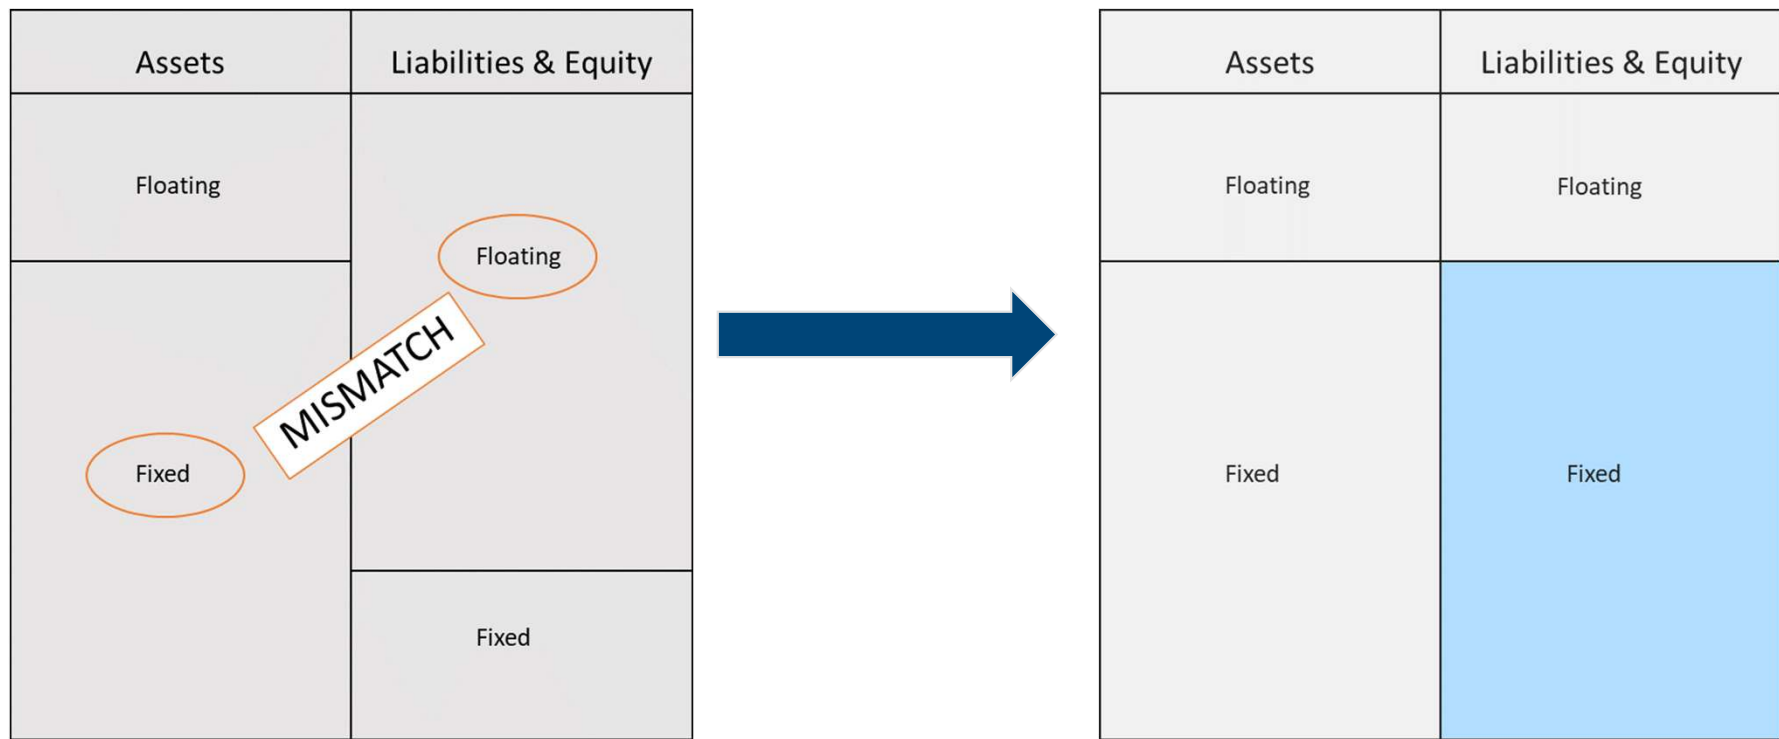 Assets
Liabilities & Equity
Floating
Floating
MISMATCH
Fixed
Fixed
Assets
Liabilities & Equity
Floating
Floating
Fixed
Fixed